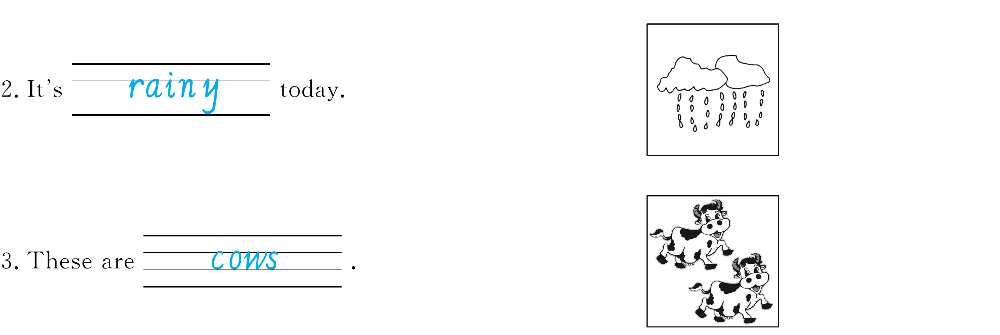 2. It's rainy today.
3. These are cows .